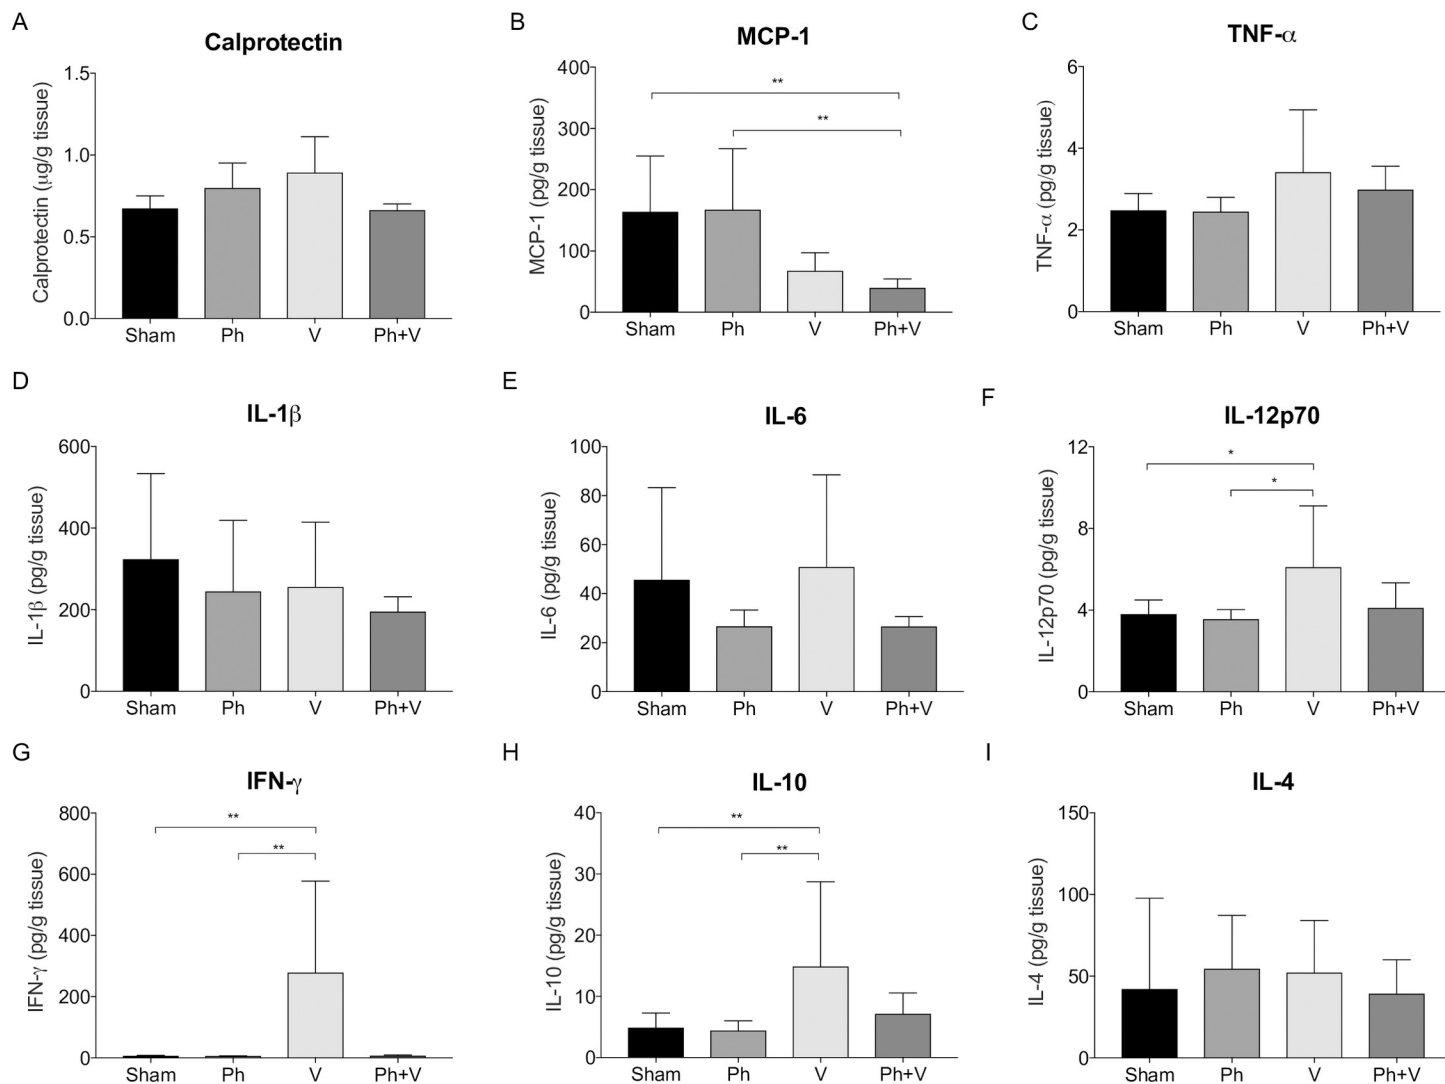 A
Calprotectin
Calprotectin (µg/g tissue)
1.5
1.0
0.5
0.0
Sham Ph V Ph+V
B
MCP-1
MCP-1 (pg/g tissue)
400
300
200
100
0
**
**
Sham Ph V Ph+V
C
TNF-α
TNF-α (pg/g tissue)
6
4
2
0
Sham Ph V Ph+V
D
IL-1β
IL-1β (pg/g tissue)
600
400
200
0
Sham Ph V Ph+V
E
IL-6
IL-6 (pg/g tissue)
100
80
60
40
20
0
Sham Ph V Ph+V
F
IL-12p70
IL-12p70 (pg/g tissue)
12
8
4
0
*
*
Sham Ph V Ph+V
G
IFN-γ
IFN-γ (pg/g tissue)
800
600
400
200
0
**
**
Sham Ph V Ph+V
H
IL-10
IL-10 (pg/g tissue)
40
30
20
10
0
**
**
Sham Ph V Ph+V
I
IL-4
IL-4 (pg/g tissue)
150
100
50
0
Sham Ph V Ph+V